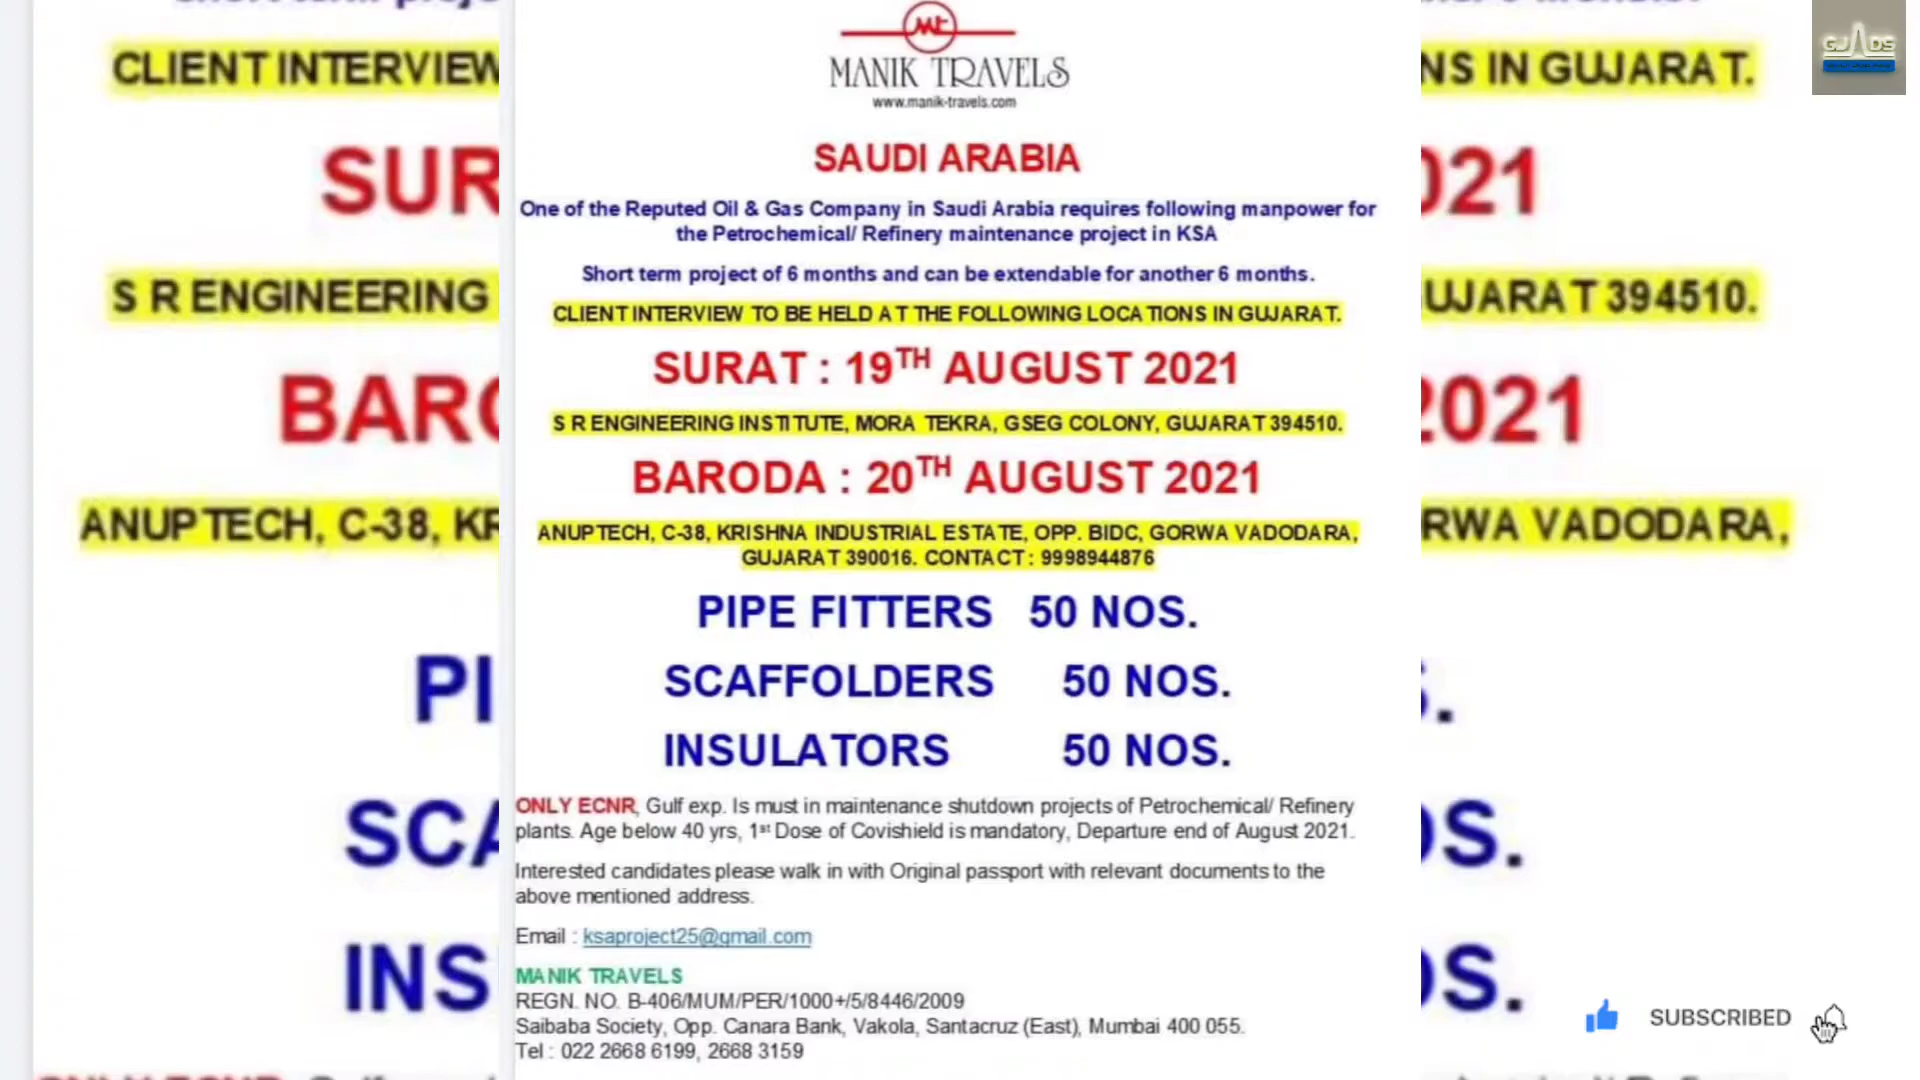 MANIK TRAVELS
www.manik-travels.com
SAUDI ARABIA
One of the Reputed Oil & Gas Company in Saudi Arabia requires following manpower for
the Petrochemical/ Refinery maintenance project in KSA
Short term project of 6 months and can be extendable for another 6 months.
CLIENT INTERVIEW TO BE HELD AT THE FOLLOWING LOCATIONS IN GUJARAT.
SURAT : 19TH AUGUST 2021
S R ENGINEERING INSTITUTE, MORA TEKRA, GSEG COLONY, GUJARAT 394510.
BARODA : 20TH AUGUST 2021
ANUPTECH, C-38, KRISHNA INDUSTRIAL ESTATE, OPP. BIDC, GORWA VADODARA,
GUJARAT 390016. CONTACT : 9998944876
PIPE FITTERS 50 NOS.
SCAFFOLDERS 50 NOS.
INSULATORS 50 NOS.
ONLY ECNR, Gulf exp. Is must in maintenance shutdown projects of Petrochemical/ Refinery
plants. Age below 40 yrs, 1st Dose of Covishield is mandatory, Departure end of August 2021.
Interested candidates please walk in with Original passport with relevant documents to the
above mentioned address.
Email : ksaproject25@gmail.com
MANIK TRAVELS
REGN. NO. B-406/MUM/PER/1000+/5/8446/2009
Saibaba Society, Opp. Canara Bank, Vakola, Santacruz (East), Mumbai 400 055.
Tel : 022 2668 6199, 2668 3159
CLIENT INTERVIEW
SUR
S R ENGINEERING
BARO
ANUPTECH, C-38, KR
PI
SCA
INS
NS IN GUJARAT.
021
UJARAT 394510.
2021
RWA VADODARA,
S.
OS.
OS.
GJADS
SUBSCRIBED